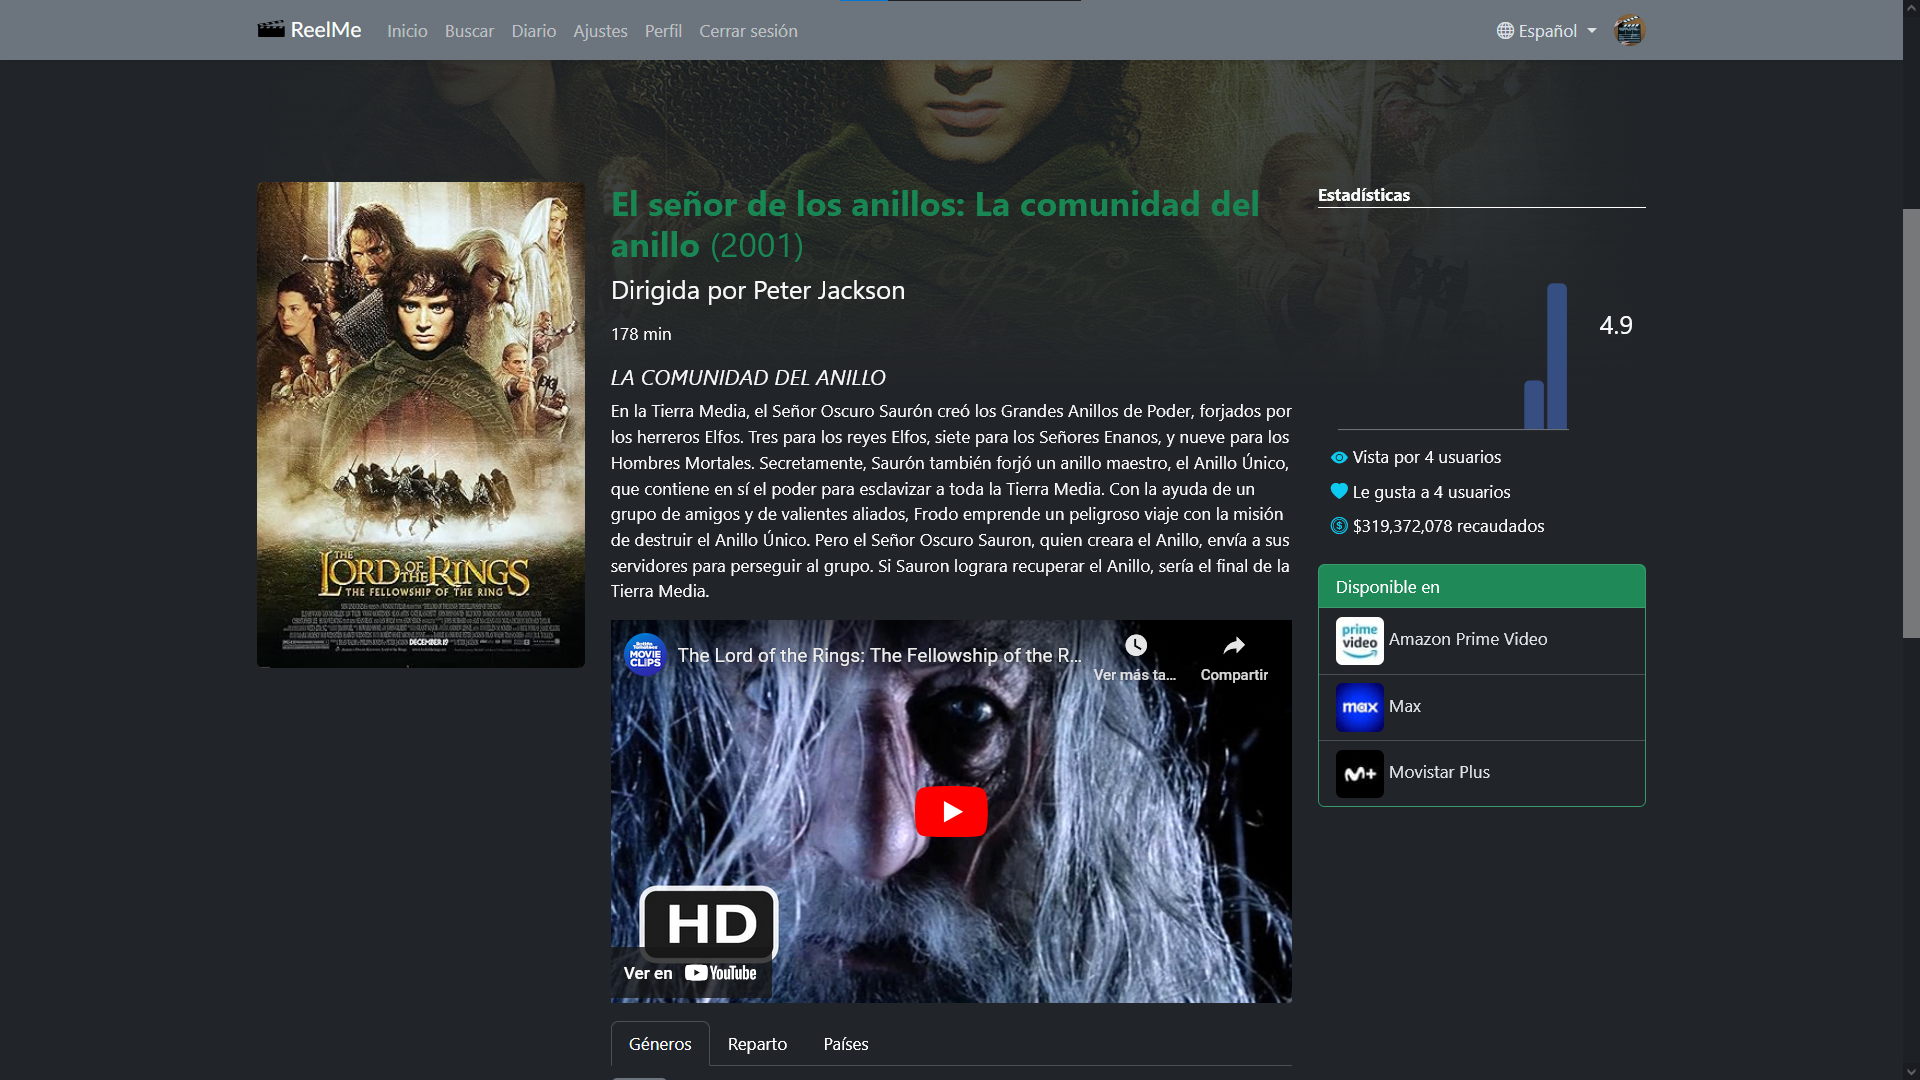 ReelMe Inicio Buscar Diario Ajustes Perfil Cerrar sesión Español
THE
LORD OF THE RINGS
THE FELLOWSHIP OF THE RING
DECEMBER 19
El señor de los anillos: La comunidad del
anillo (2001)
Dirigida por Peter Jackson
178 min
LA COMUNIDAD DEL ANILLO
En la Tierra Media, el Señor Oscuro Saurón creó los Grandes Anillos de Poder, forjados por
los herreros Elfos. Tres para los reyes Elfos, siete para los Señores Enanos, y nueve para los
Hombres Mortales. Secretamente, Saurón también forjó un anillo maestro, el Anillo Único,
que contiene en sí el poder para esclavizar a toda la Tierra Media. Con la ayuda de un
grupo de amigos y de valientes aliados, Frodo emprende un peligroso viaje con la misión
de destruir el Anillo Único. Pero el Señor Oscuro Sauron, quien creara el Anillo, envía a sus
servidores para perseguir al grupo. Si Sauron lograra recuperar el Anillo, sería el final de la
Tierra Media.
MOVIE
CLIPS
The Lord of the Rings: The Fellowship of the R...
Ver más ta...
Compartir
HD
Ver en YouTube
Géneros Reparto Países
Estadísticas
4.9
Vista por 4 usuarios
Le gusta a 4 usuarios
$319,372,078 recaudados
Disponible en
prime
video
Amazon Prime Video
max
Max
M+
Movistar Plus